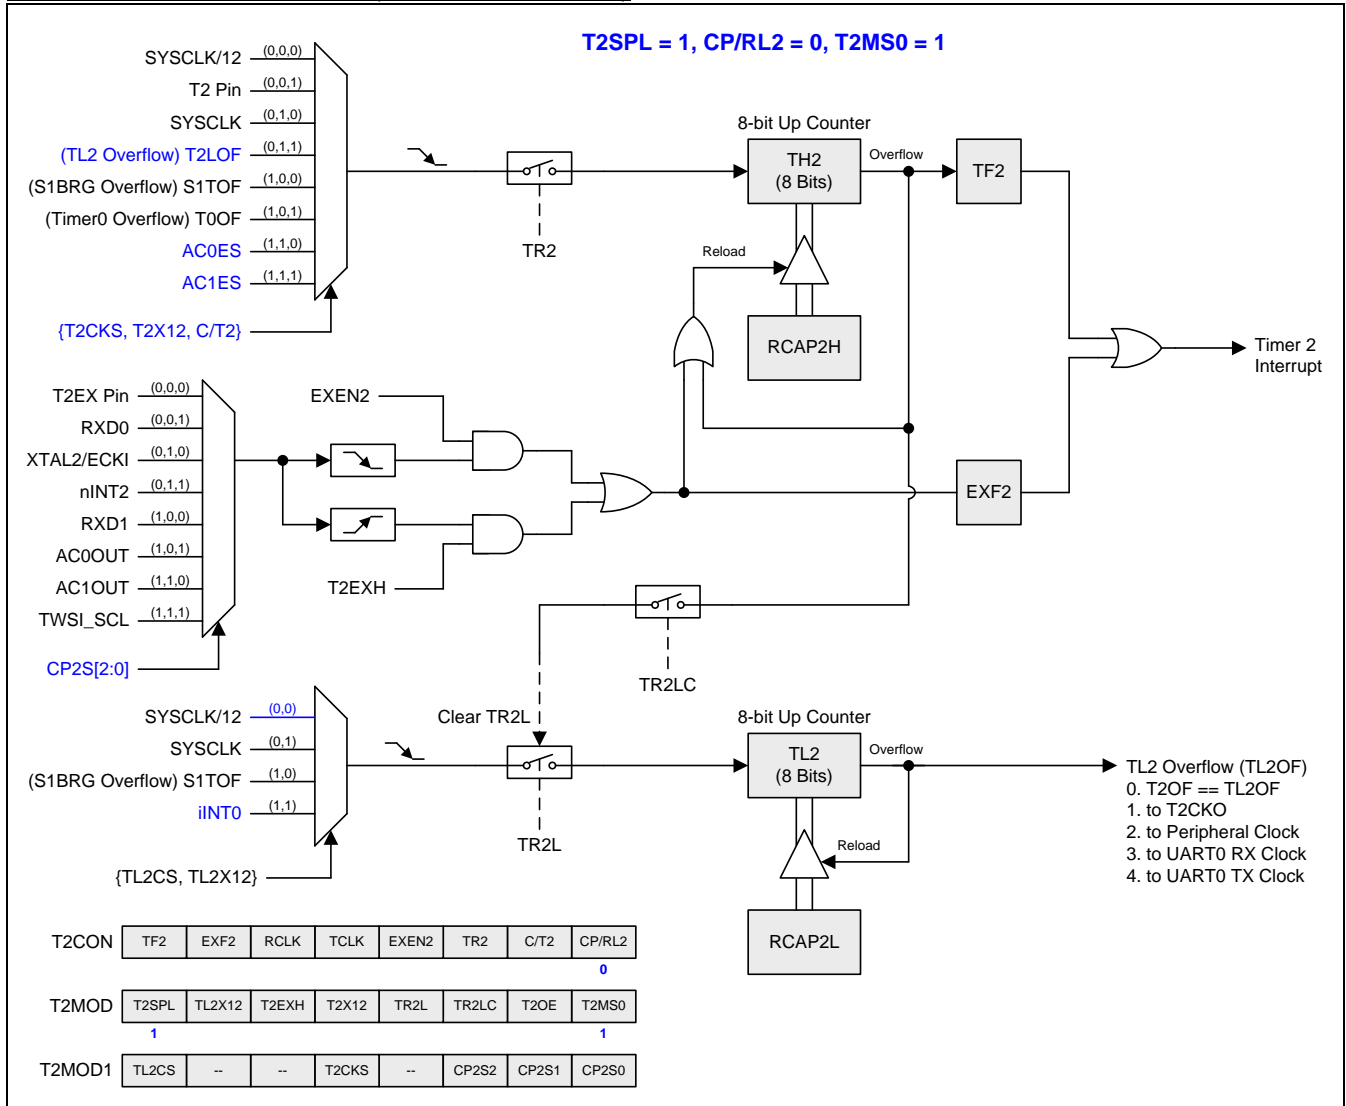 T2SPL = 1, CP/RL2 = 0, T2MS0 = 1
SYSCLK/12 (0,0,0)
T2 Pin (0,0,1)
SYSCLK (0,1,0)
(TL2 Overflow) T2LOF (0,1,1)
(S1BRG Overflow) S1TOF (1,0,0)
(Timer0 Overflow) T0OF (1,0,1)
AC0ES (1,1,0)
AC1ES (1,1,1)
{T2CKS, T2X12, C/T2}
TR2
8-bit Up Counter
TH2
(8 Bits)
Overflow
TF2
Reload
RCAP2H
Timer 2
Interrupt
T2EX Pin (0,0,0)
RXD0 (0,0,1)
XTAL2/ECKI (0,1,0)
nINT2 (0,1,1)
RXD1 (1,0,0)
AC0OUT (1,0,1)
AC1OUT (1,1,0)
TWSI_SCL (1,1,1)
CP2S[2:0]
EXEN2
T2EXH
EXF2
TR2LC
SYSCLK/12 (0,0)
SYSCLK (0,1)
(S1BRG Overflow) S1TOF (1,0)
iINT0 (1,1)
{TL2CS, TL2X12}
Clear TR2L
TR2L
8-bit Up Counter
TL2
(8 Bits)
Overflow
Reload
RCAP2L
TL2 Overflow (TL2OF)
0. T2OF == TL2OF
1. to T2CKO
2. to Peripheral Clock
3. to UART0 RX Clock
4. to UART0 TX Clock
T2CON TF2 EXF2 RCLK TCLK EXEN2 TR2 C/T2 CP/RL2
0
T2MOD T2SPL TL2X12 T2EXH T2X12 TR2L TR2LC T2OE T2MS0
1 1
T2MOD1 TL2CS -- -- T2CKS -- CP2S2 CP2S1 CP2S0